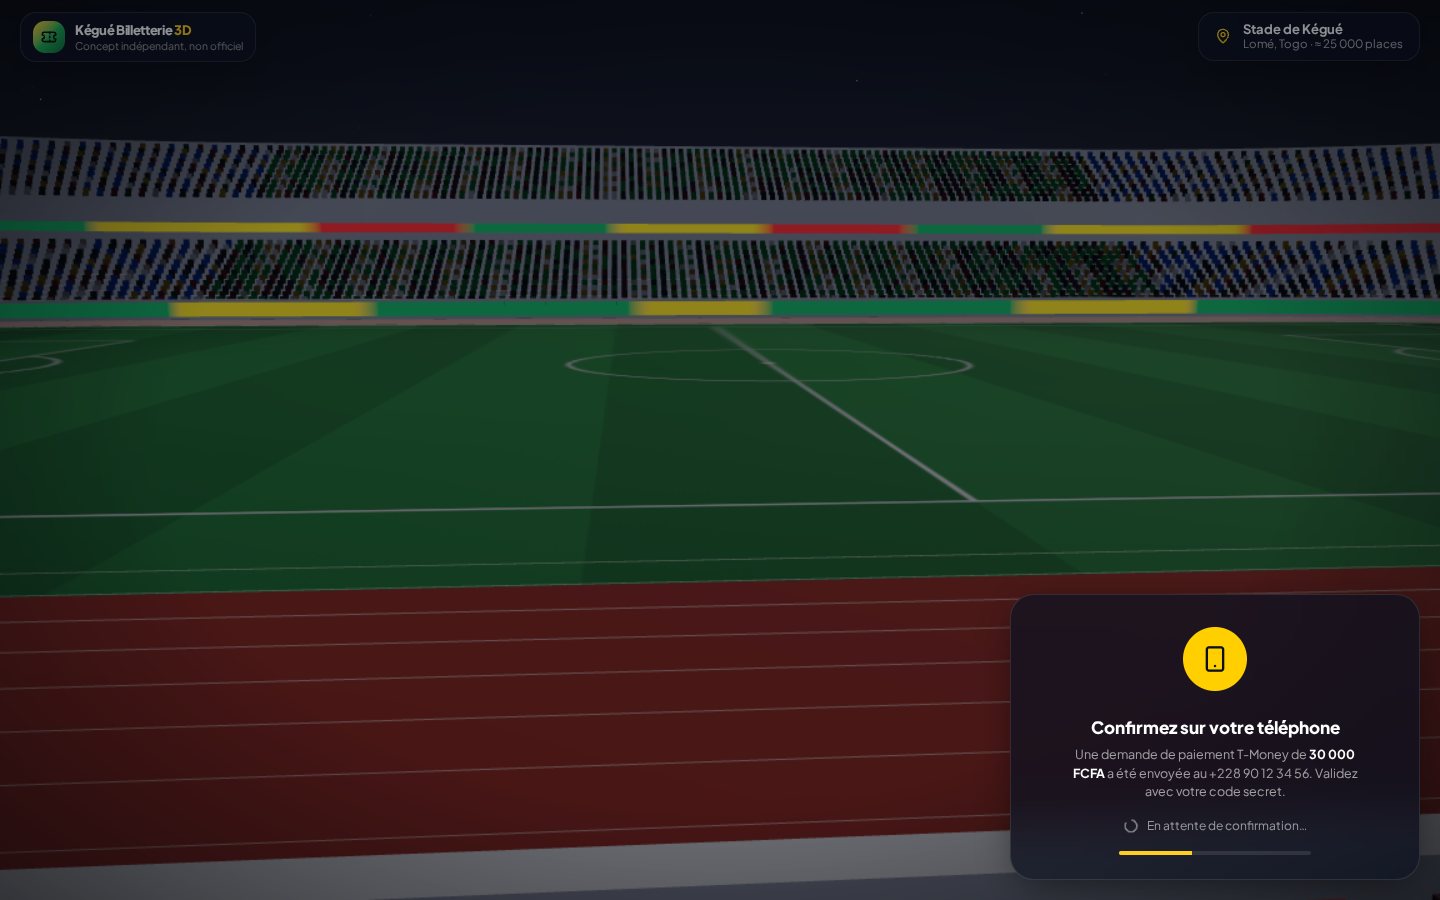 Kégué Billetterie 3D
Concept indépendant, non officiel
Stade de Kégué
Lomé, Togo · ≈ 25 000 places
Confirmez sur votre téléphone
Une demande de paiement T-Money de 30 000
FCFA a été envoyée au +228 90 12 34 56. Validez
avec votre code secret.
En attente de confirmation…